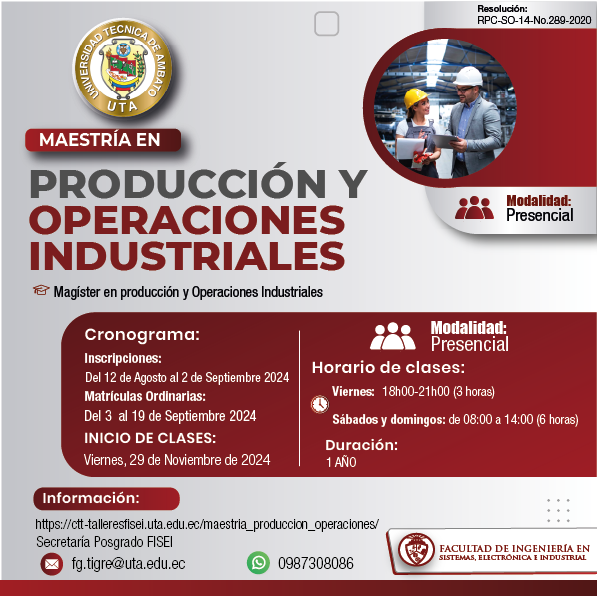 Resolución:
RPC-SO-14-No.289-2020
UNIVERSIDAD TECNICA DE AMBATO
UTA
MAESTRÍA EN
PRODUCCIÓN Y
OPERACIONES
INDUSTRIALES
Magíster en producción y Operaciones Industriales
Modalidad:
Presencial
Cronograma:
Inscripciones:
Del 12 de Agosto al 2 de Septiembre 2024
Matrículas Ordinarias:
Del 3 al 19 de Septiembre 2024
INICIO DE CLASES:
Viernes, 29 de Noviembre de 2024
Modalidad:
Presencial
Horario de clases:
Viernes: 18h00-21h00 (3 horas)
Sábados y domingos: de 08:00 a 14:00 (6 horas)
Duración:
1 AÑO
Información:
https://ctt-talleresfisei.uta.edu.ec/maestria_produccion_operaciones/
Secretaría Posgrado FISEI
fg.tigre@uta.edu.ec
0987308086
FACULTAD DE INGENIERÍA EN
SISTEMAS, ELECTRÓNICA E INDUSTRIAL